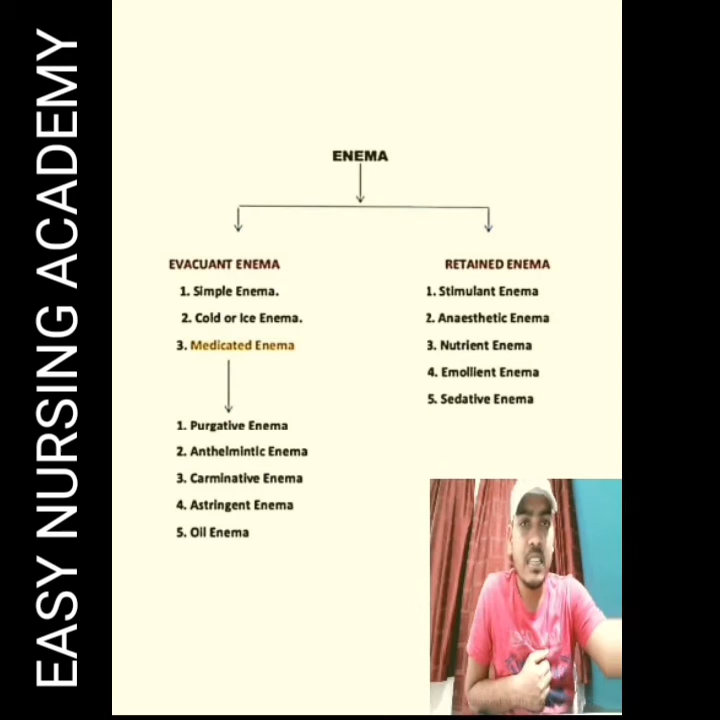 EASY NURSING ACADEMY
ENEMA
EVACUANT ENEMA
1. Simple Enema.
2. Cold or Ice Enema.
3. Medicated Enema
1. Purgative Enema
2. Anthelmintic Enema
3. Carminative Enema
4. Astringent Enema
5. Oil Enema
RETAINED ENEMA
1. Stimulant Enema
2. Anaesthetic Enema
3. Nutrient Enema
4. Emollient Enema
5. Sedative Enema